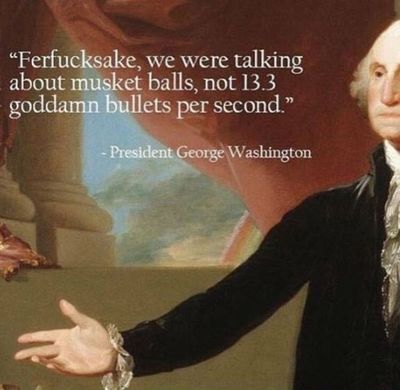 “Ferfucksake, we were talking
about musket balls, not 13.3
goddamn bullets per second.”
- President George Washington